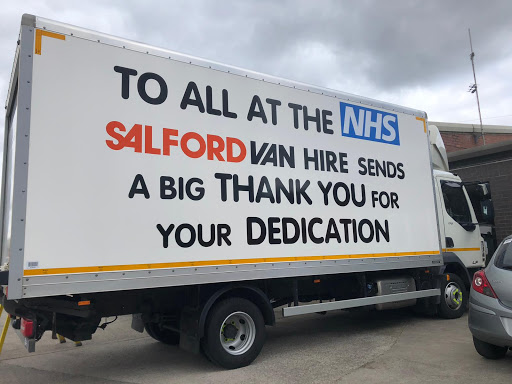 TO ALL AT THE NHS
SALFORD VAN HIRE SENDS
A BIG THANK YOU FOR
YOUR DEDICATION